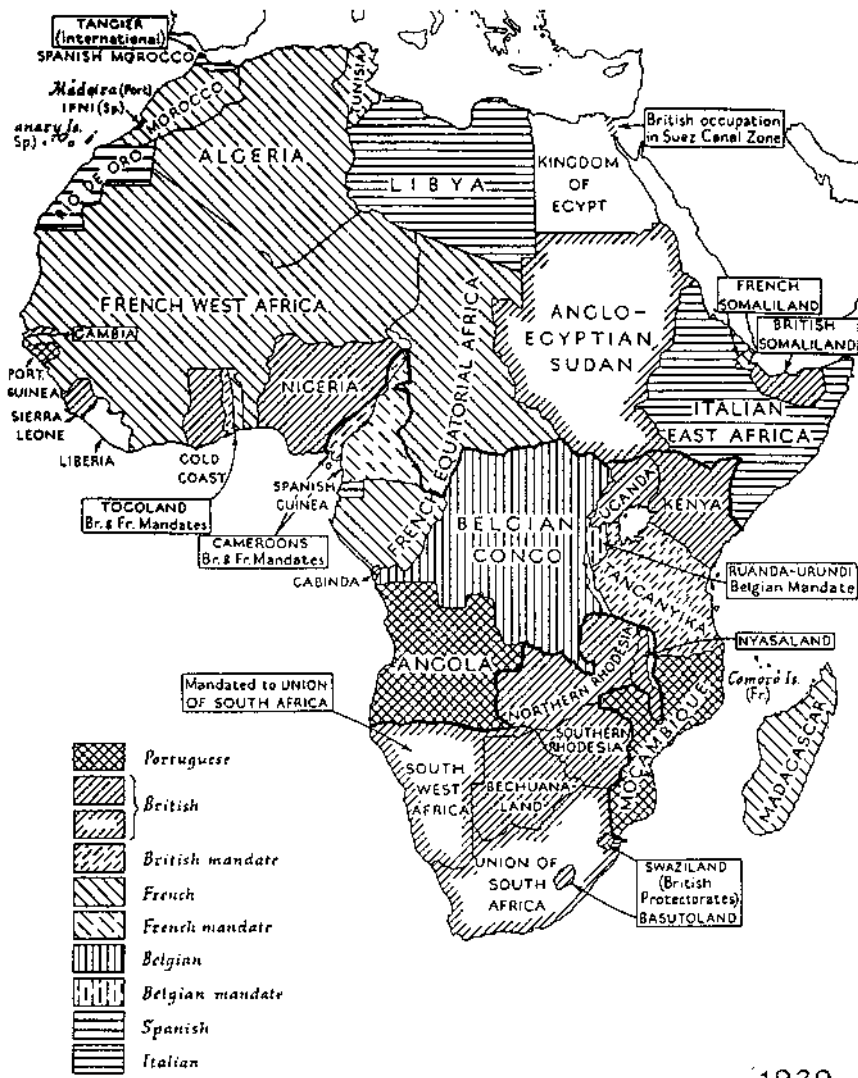 TANGIER
(International)
SPANISH MOROCCO
Madeira (Port)
IFNI (Sp.)
anary Is.
Sp.)
MOROCCO
TUNISIA
ALGERIA
LIBYA
KINGDOM
OF
EGYPT
British occupation
in Suez Canal Zone
DE ORO
FRENCH WEST AFRICA
FRENCH EQUATORIAL AFRICA
ANGLO-
EGYPTIAN
SUDAN
FRENCH
SOMALILAND
BRITISH
SOMALILAND
ITALIAN
EAST AFRICA
GAMBIA
PORT.
GUINEA
SIERRA
LEONE
LIBERIA
GOLD
COAST
NIGERIA
TOGOLAND
Br. & Fr. Mandates
SPANISH
GUINEA
CAMEROONS
Br. & Fr. Mandates
CABINDA
BELGIAN
CONGO
UGANDA
KENYA
RUANDA-URUNDI
Belgian Mandate
TANGANYIKA
NYASALAND
Comoro Is.
(Fr.)
ANGOLA
NORTHERN RHODESIA
SOUTHERN
RHODESIA
MOZAMBIQUE
MADAGASCAR
Mandated to UNION
OF SOUTH AFRICA
SOUTH
WEST
AFRICA
BECHUANA-
LAND
UNION OF
SOUTH
AFRICA
SWAZILAND
(British
Protectorates)
BASUTOLAND
Portuguese
British
British mandate
French
French mandate
Belgian
Belgian mandate
Spanish
Italian